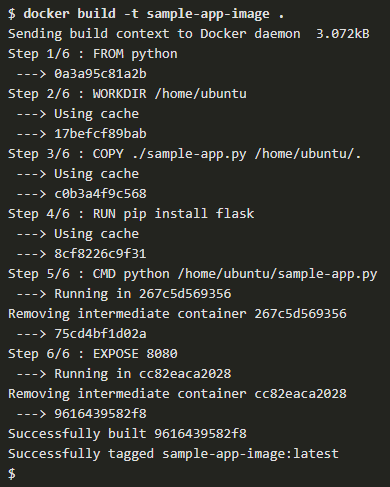 $ docker build -t sample-app-image .
Sending build context to Docker daemon  3.072kB
Step 1/6 : FROM python
 ---> 0a3a95c81a2b
Step 2/6 : WORKDIR /home/ubuntu
 ---> Using cache
 ---> 17befcf89bab
Step 3/6 : COPY ./sample-app.py /home/ubuntu/.
 ---> Using cache
 ---> c0b3a4f9c568
Step 4/6 : RUN pip install flask
 ---> Using cache
 ---> 8cf8226c9f31
Step 5/6 : CMD python /home/ubuntu/sample-app.py
 ---> Running in 267c5d569356
Removing intermediate container 267c5d569356
 ---> 75cd4bf1d02a
Step 6/6 : EXPOSE 8080
 ---> Running in cc82eaca2028
Removing intermediate container cc82eaca2028
 ---> 9616439582f8
Successfully built 9616439582f8
Successfully tagged sample-app-image:latest
$